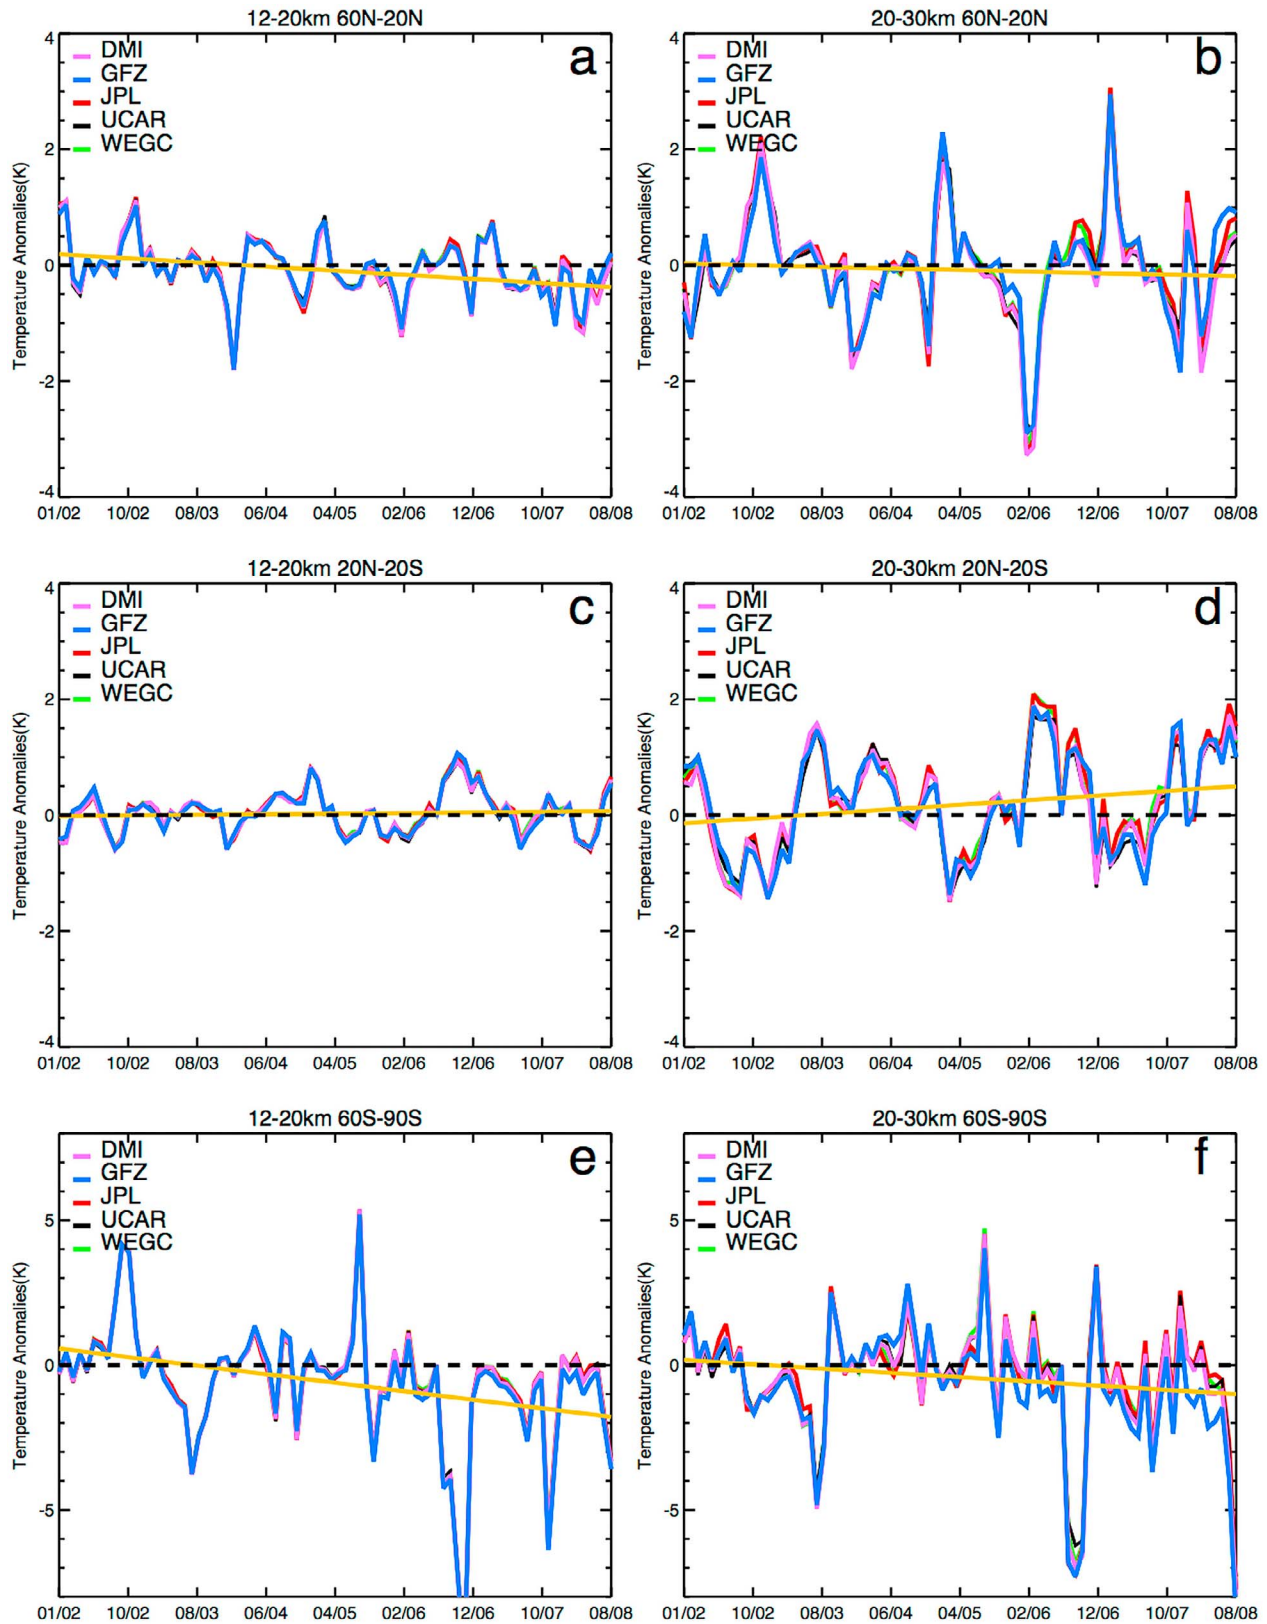 12-20km 60N-20N
a
DMI
GFZ
JPL
UCAR
WEGC
Temperature Anomalies(K)
4
2
0
-2
-4
01/02 10/02 08/03 06/04 04/05 02/06 12/06 10/07 08/08
20-30km 60N-20N
b
DMI
GFZ
JPL
UCAR
WEGC
Temperature Anomalies(K)
4
2
0
-2
-4
01/02 10/02 08/03 06/04 04/05 02/06 12/06 10/07 08/08
12-20km 20N-20S
c
DMI
GFZ
JPL
UCAR
WEGC
Temperature Anomalies(K)
4
2
0
-2
-4
01/02 10/02 08/03 06/04 04/05 02/06 12/06 10/07 08/08
20-30km 20N-20S
d
DMI
GFZ
JPL
UCAR
WEGC
Temperature Anomalies(K)
4
2
0
-2
-4
01/02 10/02 08/03 06/04 04/05 02/06 12/06 10/07 08/08
12-20km 60S-90S
e
DMI
GFZ
JPL
UCAR
WEGC
Temperature Anomalies(K)
5
0
-5
01/02 10/02 08/03 06/04 04/05 02/06 12/06 10/07 08/08
20-30km 60S-90S
f
DMI
GFZ
JPL
UCAR
WEGC
Temperature Anomalies(K)
5
0
-5
01/02 10/02 08/03 06/04 04/05 02/06 12/06 10/07 08/08